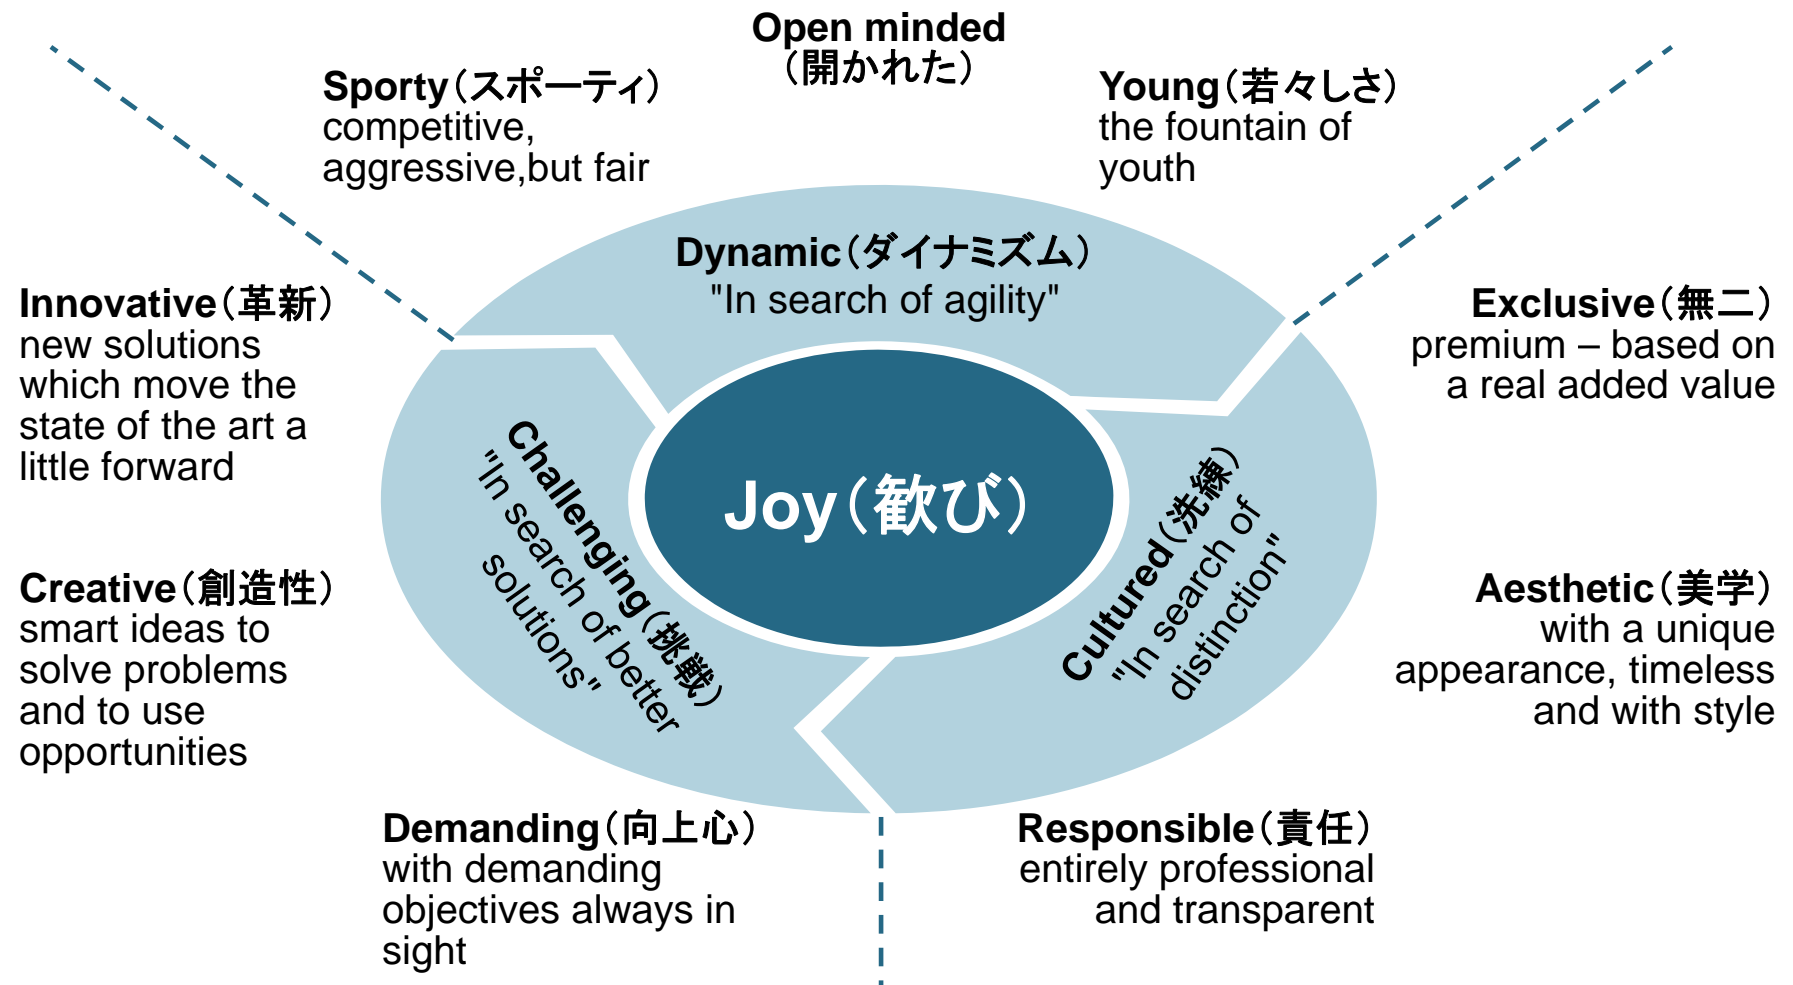 Open minded
（開かれた）
Sporty（スポーティ）
competitive,
aggressive,but fair
Young（若々しさ）
the fountain of
youth
Dynamic（ダイナミズム）
"In search of agility"
Innovative（革新）
new solutions
which move the
state of the art a
little forward
Exclusive（無二）
premium – based on
a real added value
Joy（歓び）
Challenging（挑戦）
"In search of better
solutions"
Cultured（洗練）
"In search of
distinction"
Creative（創造性）
smart ideas to
solve problems
and to use
opportunities
Aesthetic（美学）
with a unique
appearance, timeless
and with style
Demanding（向上心）
with demanding
objectives always in
sight
Responsible（責任）
entirely professional
and transparent